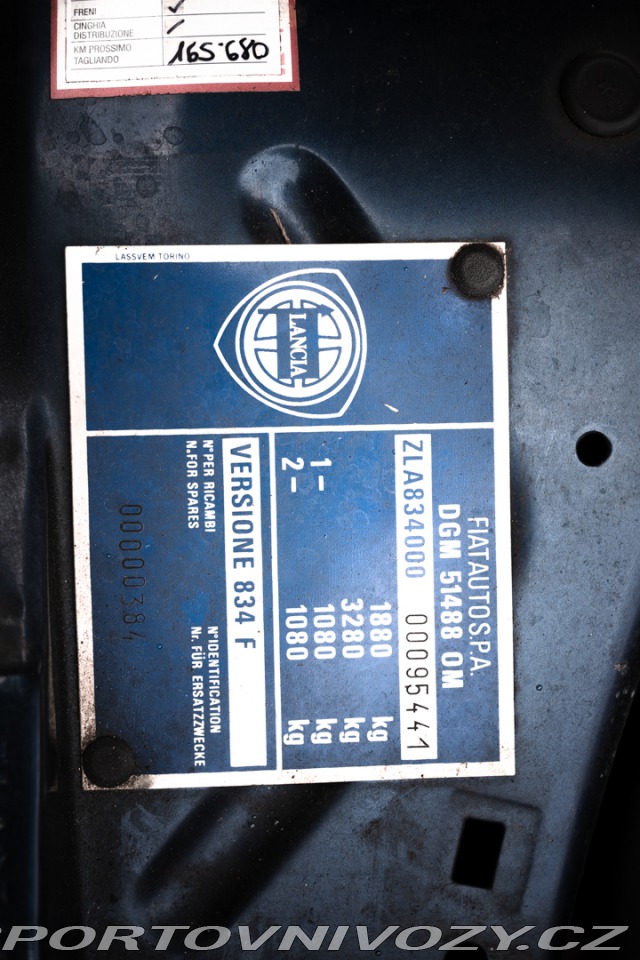 FRENI
CINGHIA
DISTRIBUZIONE
KM PROSSIMO
TAGLIANDO
165·680
LASSVEM TORINO
LANCIA
FIATAUTO S.P.A.
DGM 51488 OM
ZLA834000 00095441
1880 kg
3280 kg
1- 1080 kg
2- 1080 kg
VERSIONE 834 F
N° PER RICAMBI
N. FOR SPARES
N° IDENTIFICATION
Nr. FÜR ERSATZZWECKE
00000384
SPORTOVNIVOZY.CZ